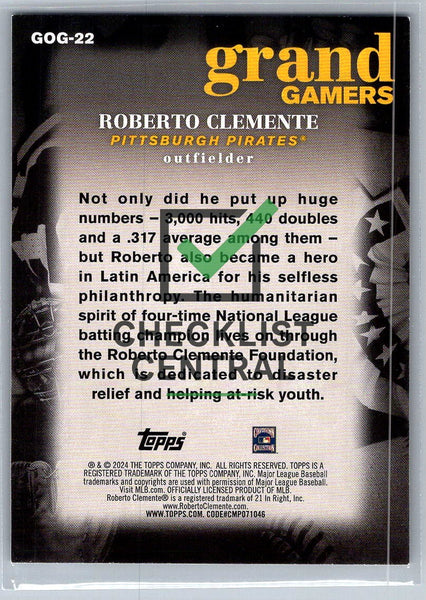 GOG-22
grand
GAMERS
ROBERTO CLEMENTE
PITTSBURGH PIRATES®
outfielder
Not only did he put up huge
numbers – 3,000 hits, 440 doubles
and a .317 average among them –
but Roberto also became a hero
in Latin America for his selfless
philanthropy. The humanitarian
spirit of four-time National League
batting champion lives on through
the Roberto Clemente Foundation,
which is dedicated to disaster
relief and helping at-risk youth.
CHECKLIST
CENTRAL
topps
® & © 2024 THE TOPPS COMPANY, INC. ALL RIGHTS RESERVED. TOPPS IS A
REGISTERED TRADEMARK OF THE TOPPS COMPANY, INC. Major League Baseball
trademarks and copyrights are used with permission of Major League Baseball.
Visit MLB.com. OFFICIALLY LICENSED PRODUCT OF MLB.
Roberto Clemente® is a registered trademark of 21 In Right, Inc.
www.RobertoClemente.com.
WWW.TOPPS.COM. CODE#CMP071046